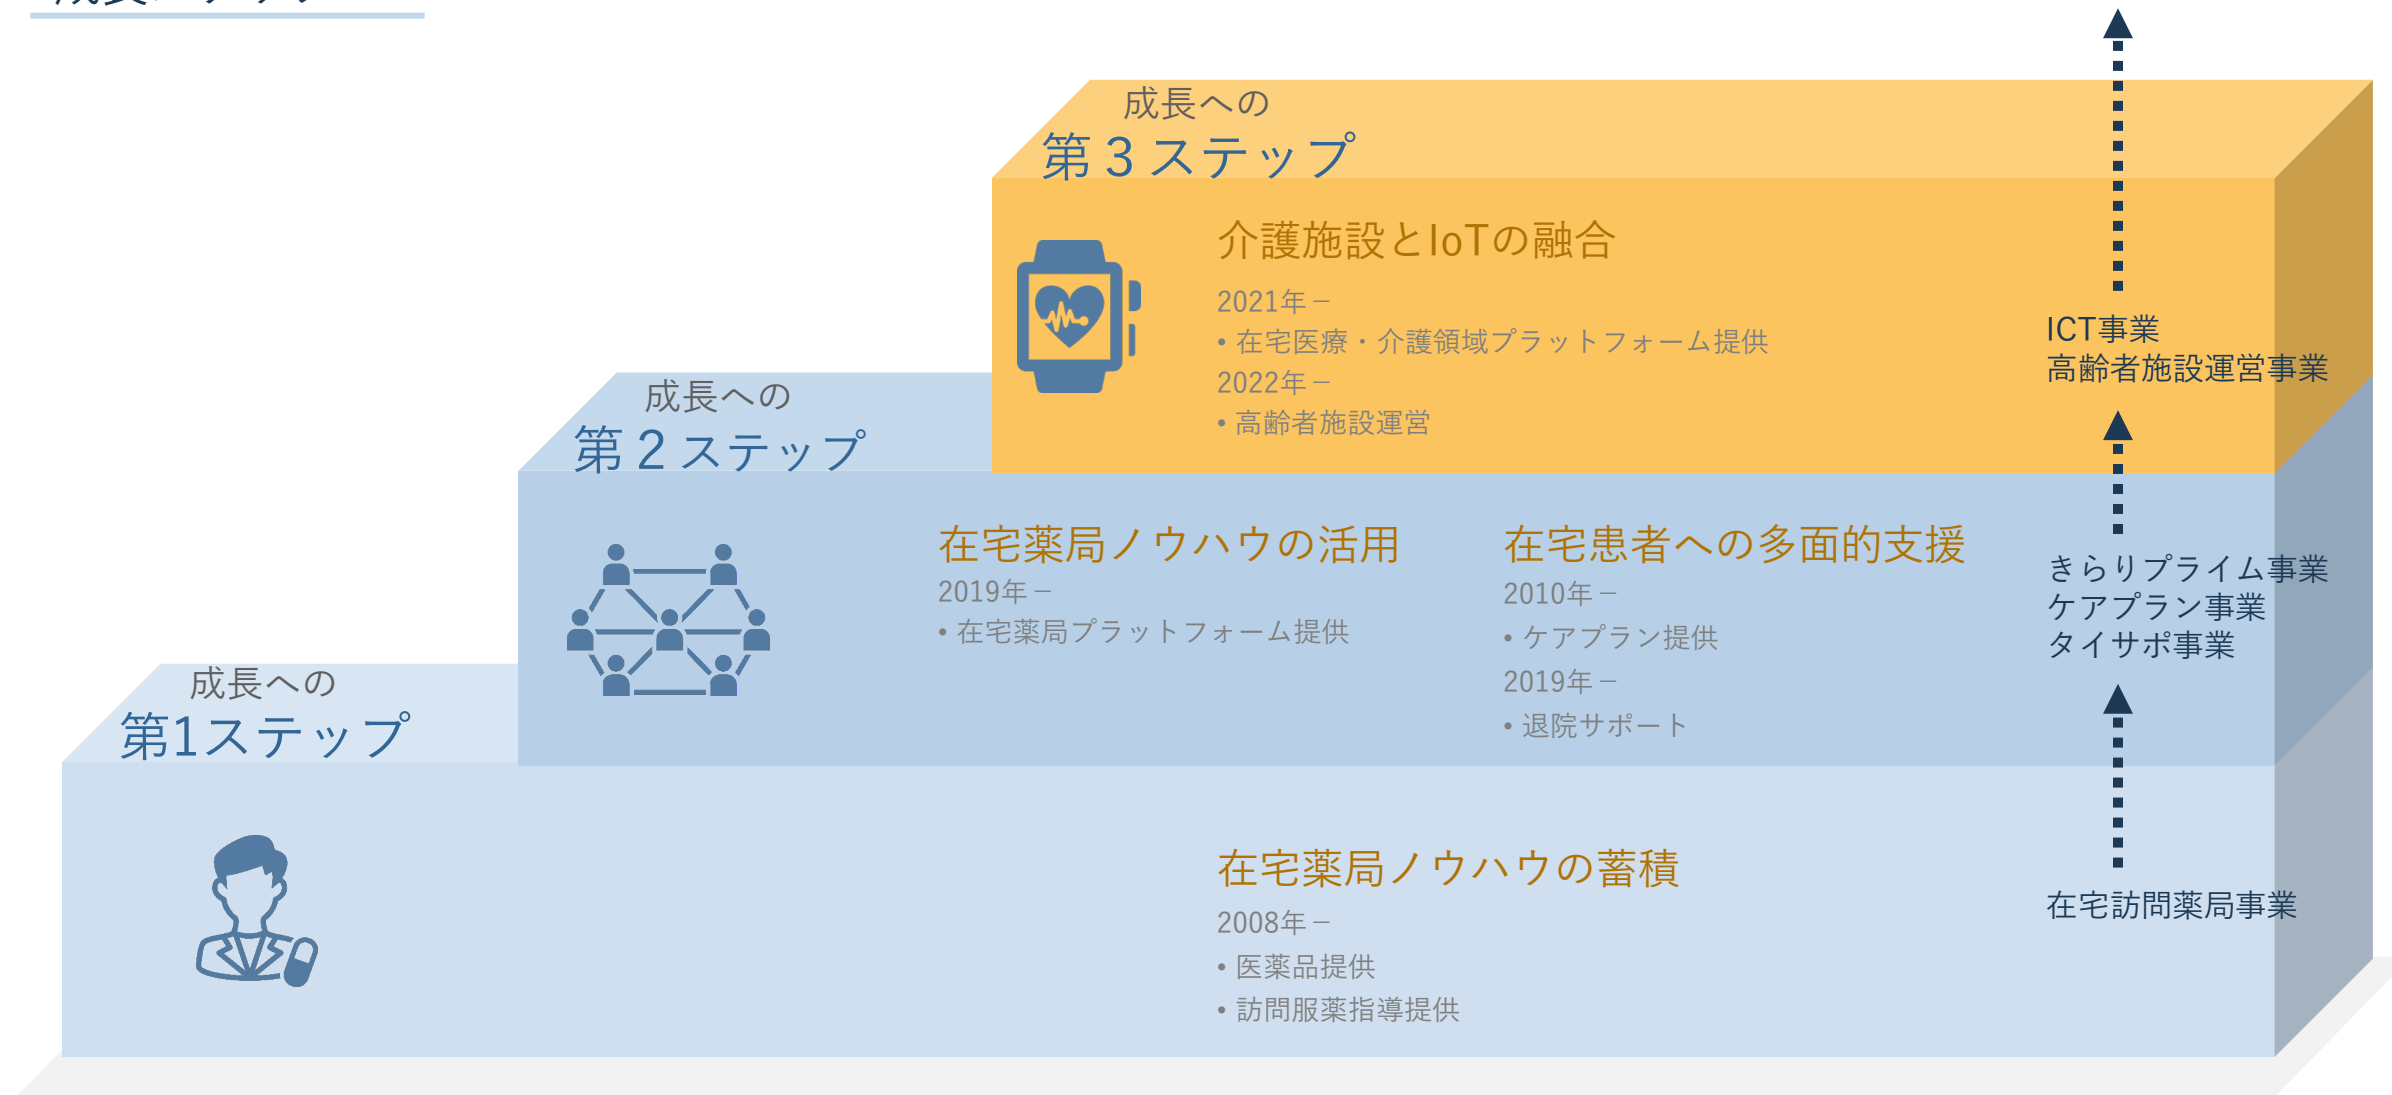 成長への
第３ステップ
介護施設とIoTの融合
2021年－
• 在宅医療・介護領域プラットフォーム提供
2022年－
• 高齢者施設運営
ICT事業
高齢者施設運営事業
成長への
第２ステップ
在宅薬局ノウハウの活用
2019年－
• 在宅薬局プラットフォーム提供
在宅患者への多面的支援
2010年－
• ケアプラン提供
2019年－
• 退院サポート
きらりプライム事業
ケアプラン事業
タイサポ事業
成長への
第1ステップ
在宅薬局ノウハウの蓄積
2008年－
• 医薬品提供
• 訪問服薬指導提供
在宅訪問薬局事業